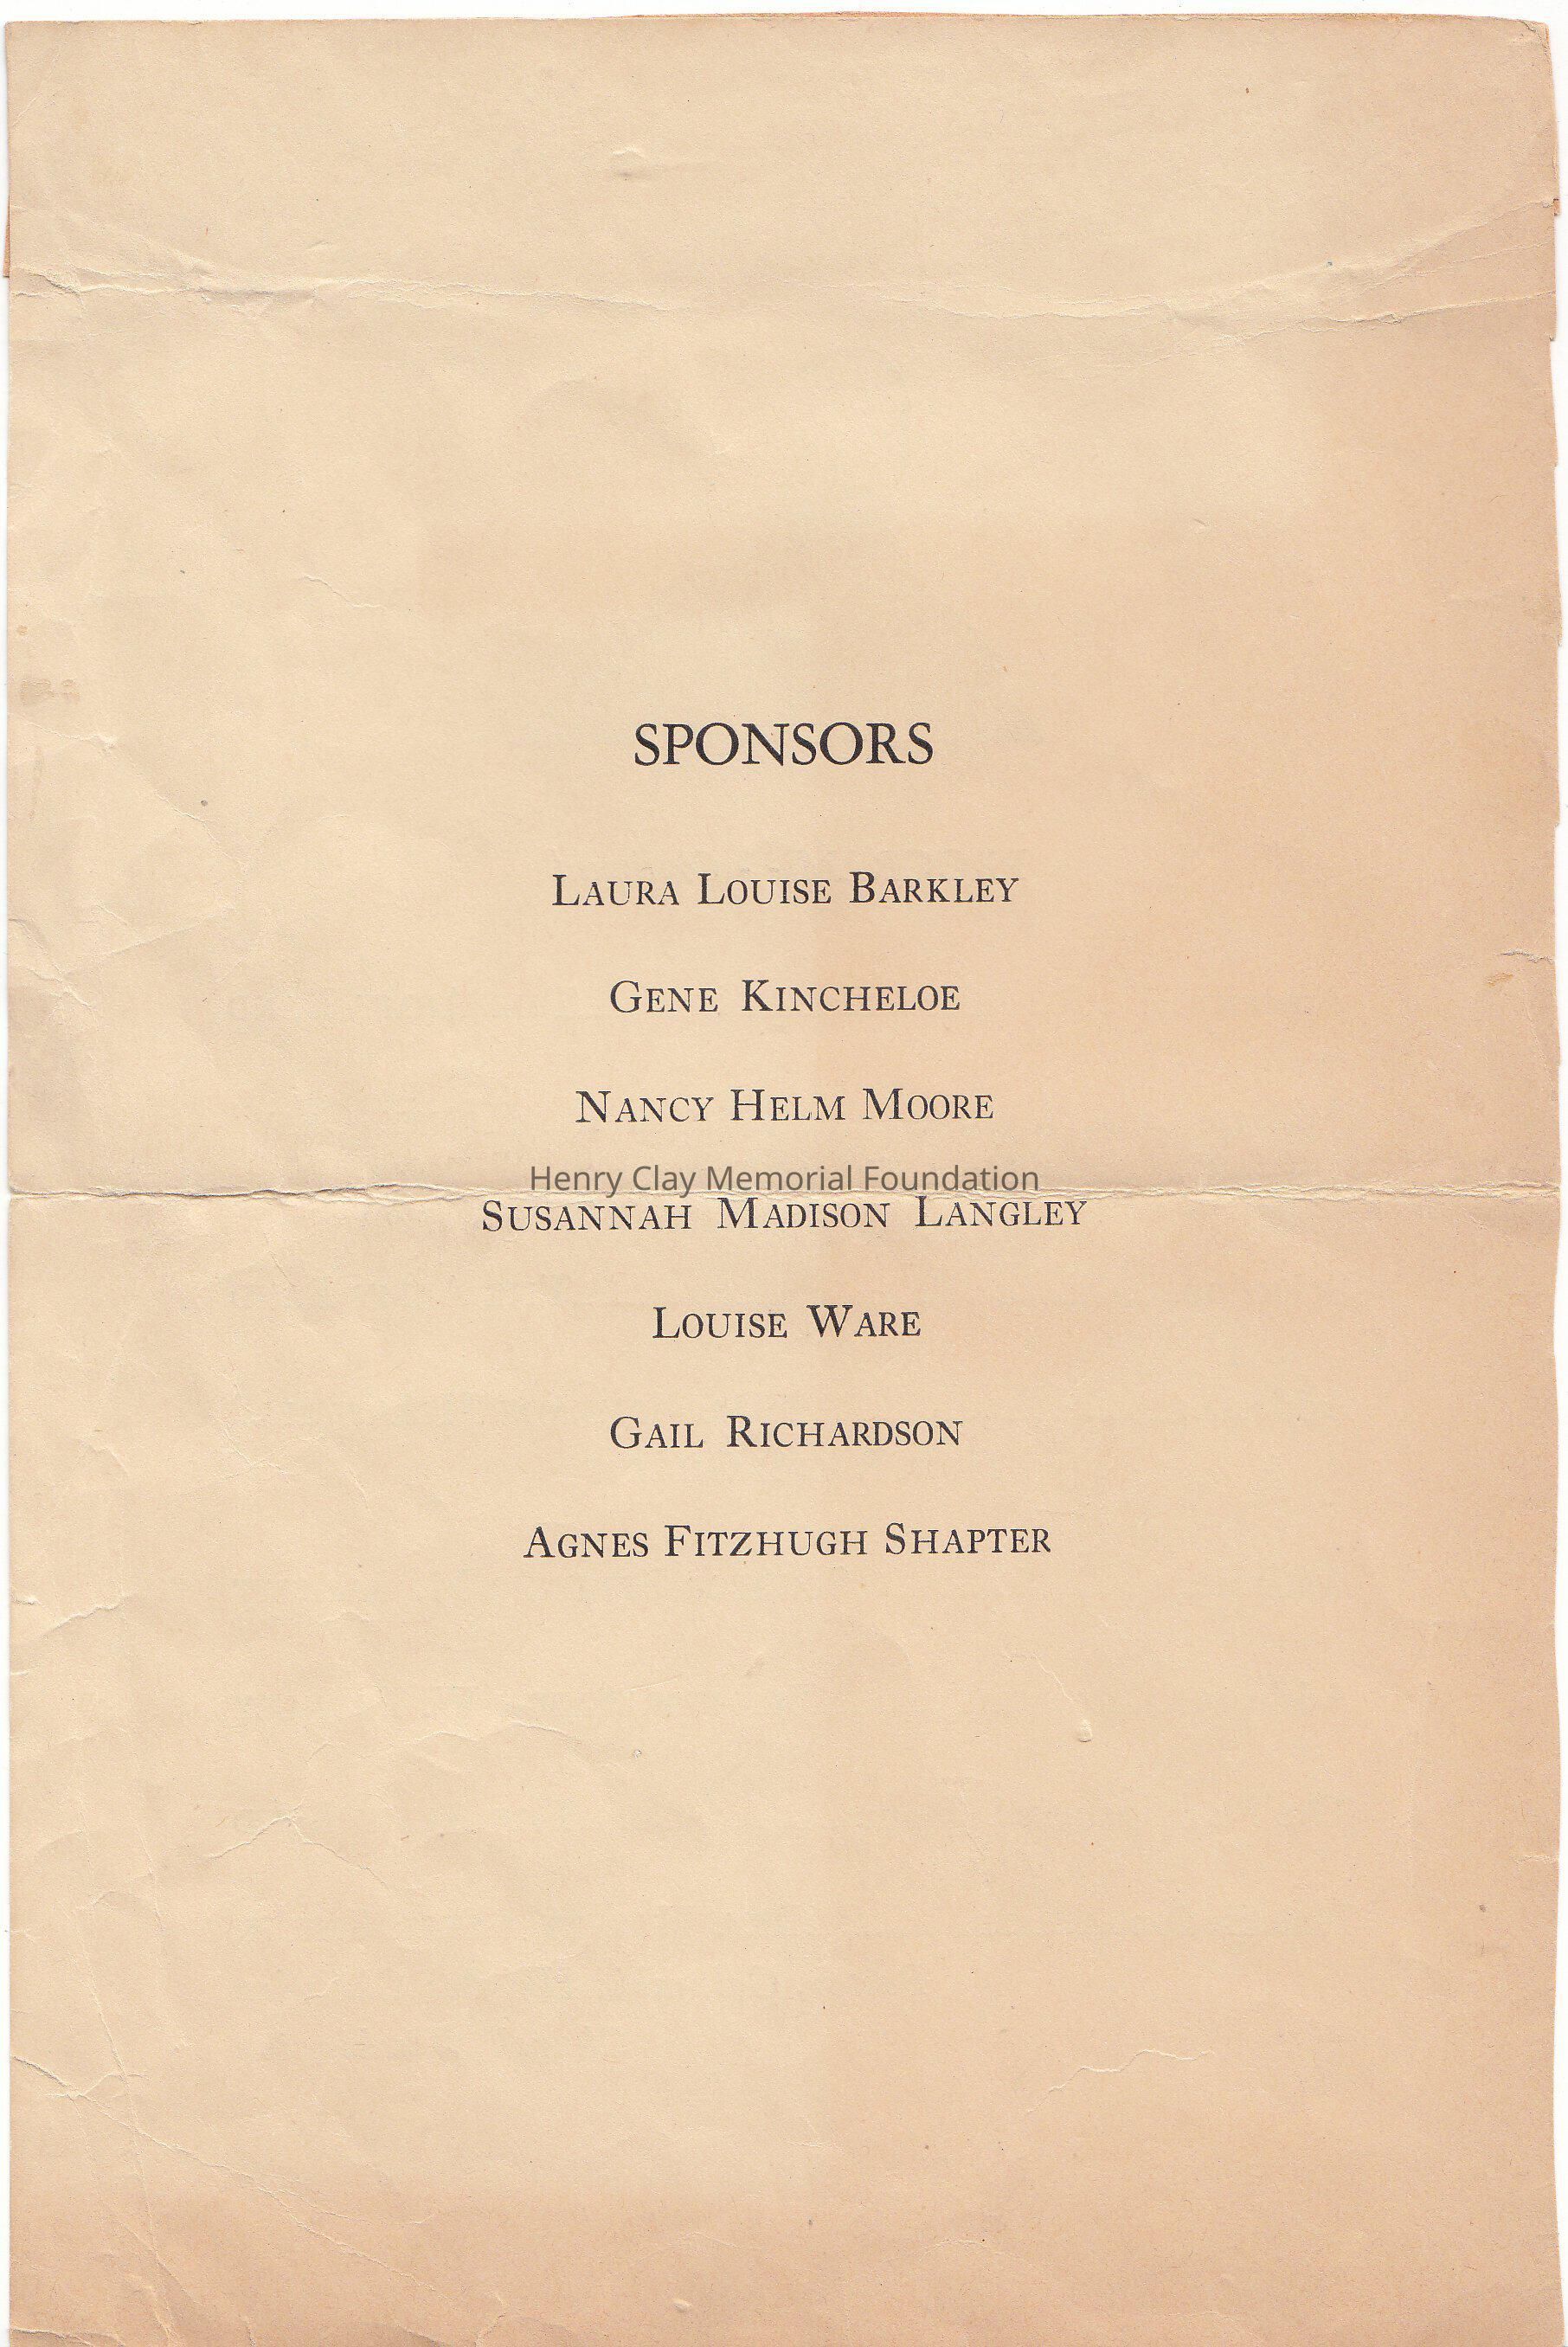 SPONSORS
LAURA LOUISE BARKLEY
GENE KINCHELOE
NANCY HELM MOORE
Henry Clay Memorial Foundation
SUSANNAH MADISON LANGLEY
LOUISE WARE
GAIL RICHARDSON
AGNES FITZHUGH SHAPTER